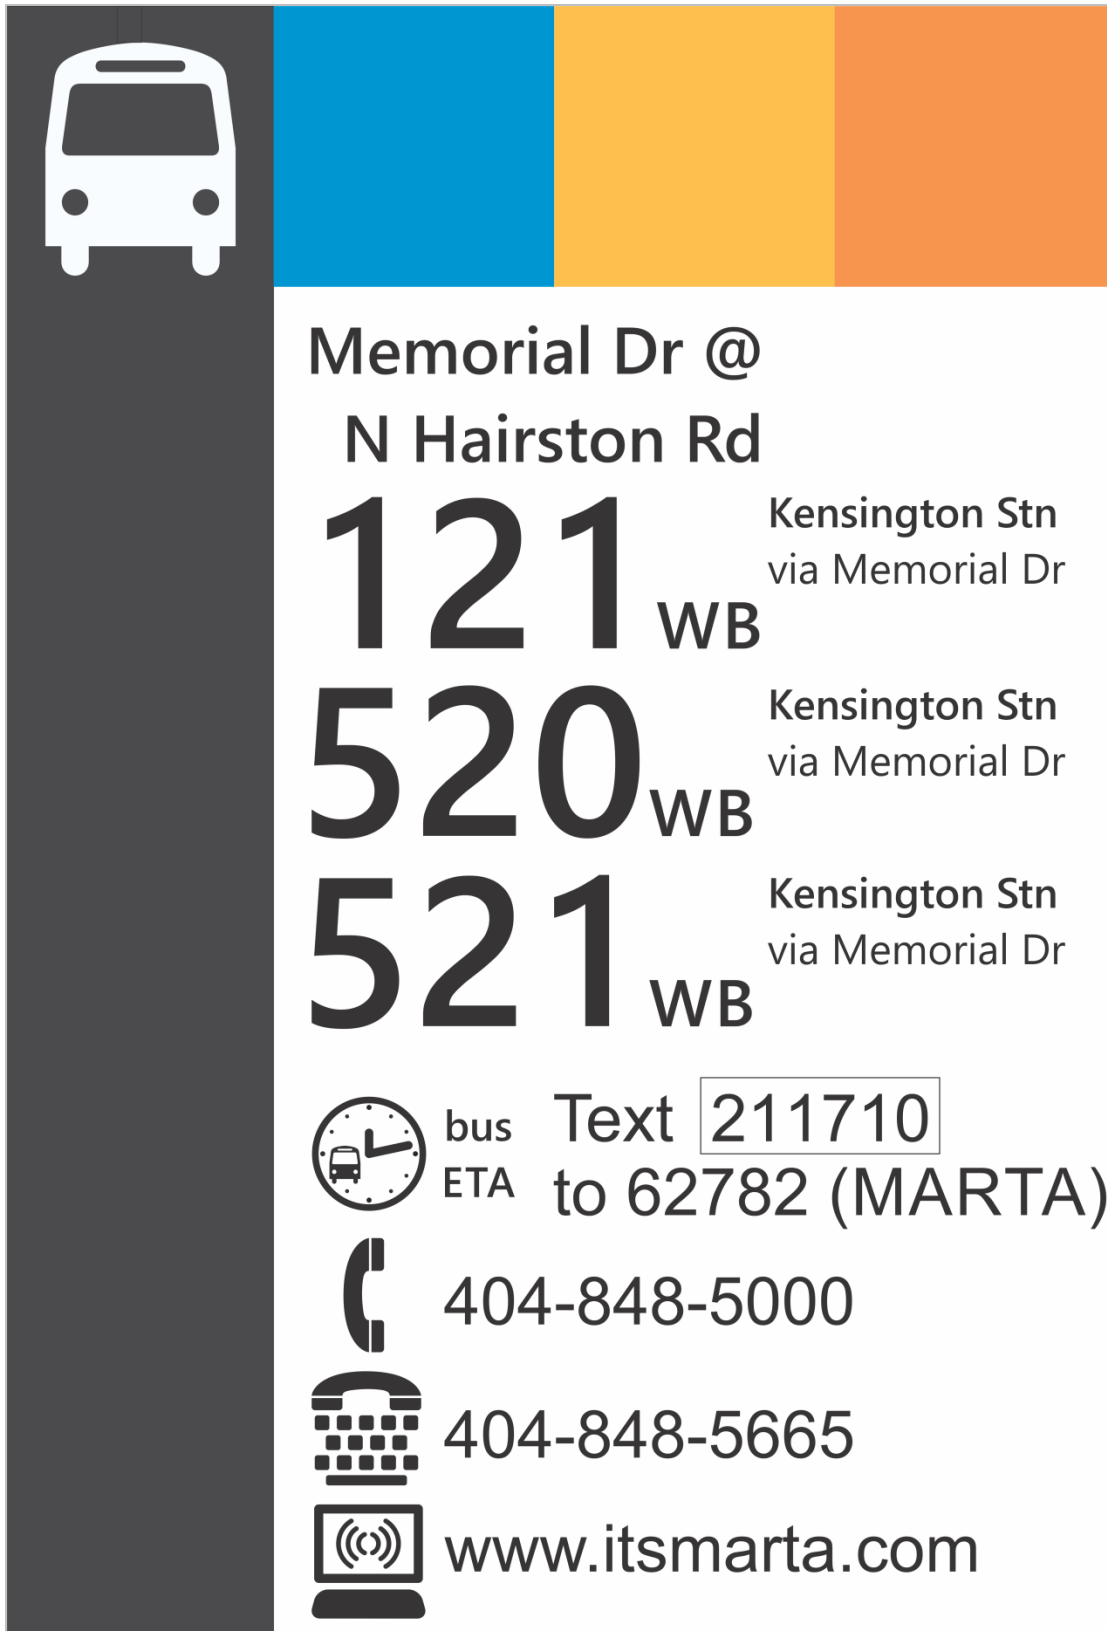 Memorial Dr @
N Hairston Rd
121 WB
Kensington Stn
via Memorial Dr
520 WB
Kensington Stn
via Memorial Dr
521 WB
Kensington Stn
via Memorial Dr
bus
ETA
Text 211710
to 62782 (MARTA)
404-848-5000
404-848-5665
www.itsmarta.com